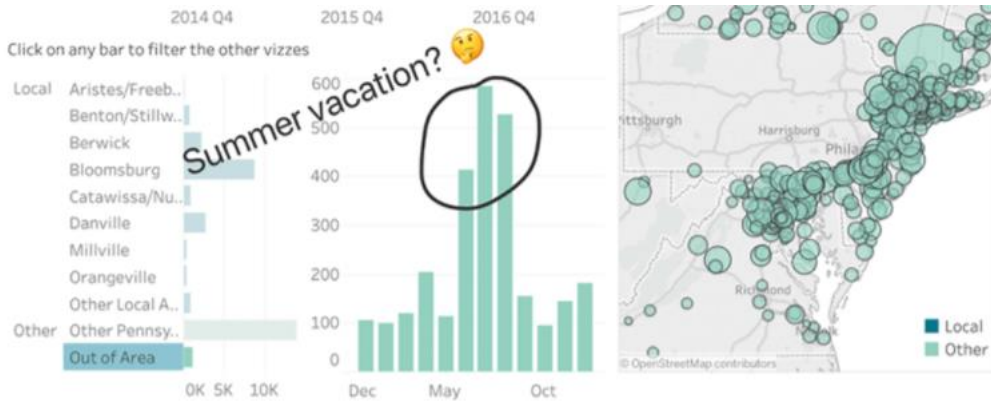 2014 Q4 2015 Q4 2016 Q4
Click on any bar to filter the other vizzes
Summer vacation? 🤔
Local Aristes/Freeb..
Benton/Stillw..
Berwick
Bloomsburg
Catawissa/Nu..
Danville
Millville
Orangeville
Other Local A..
Other Other Pennsy..
Out of Area
0K 5K 10K
600
500
400
300
200
100
0
Dec May Oct
ittsburgh
Harrisburg
Phila
Richmond
Local
Other
© OpenStreetMap contributors